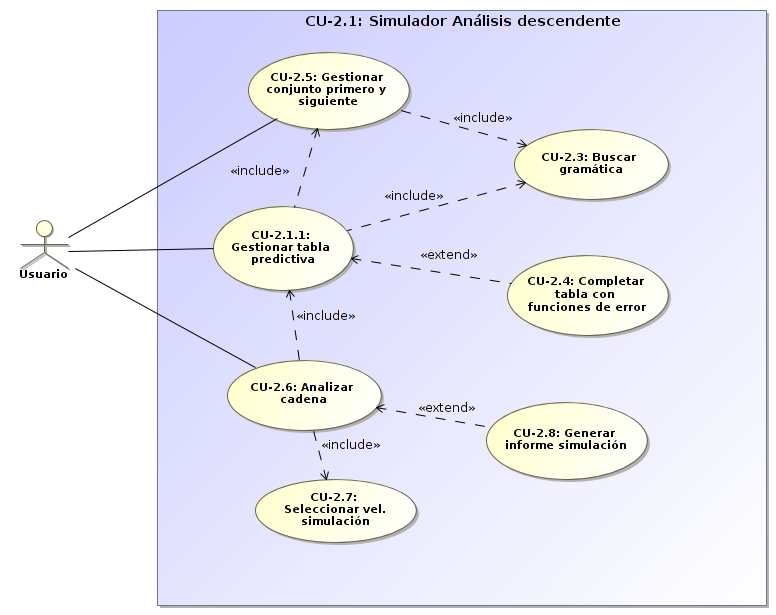 CU-2.1: Simulador Análisis descendente
CU-2.5: Gestionar
conjunto primero y
siguiente
«include»
CU-2.3: Buscar
gramática
«include»
«include»
CU-2.1.1:
Gestionar tabla
predictiva
«extend»
Usuario
CU-2.4: Completar
tabla con
funciones de error
«include»
CU-2.6: Analizar
cadena
«extend»
CU-2.8: Generar
informe simulación
«include»
CU-2.7:
Seleccionar vel.
simulación